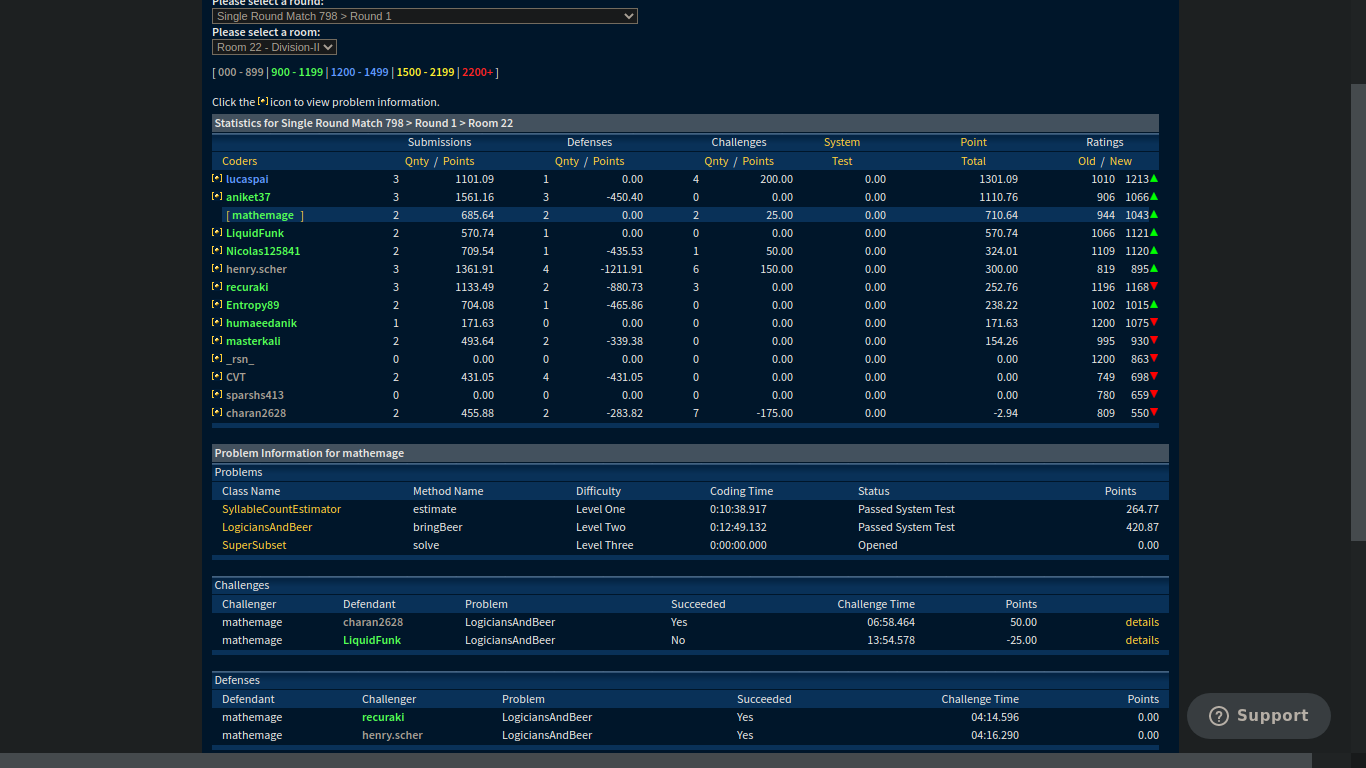 Please select a round:
Single Round Match 798 > Round 1
Please select a room:
Room 22 - Division-II
[ 000 - 899 | 900 - 1199 | 1200 - 1499 | 1500 - 2199 | 2200+ ]
Click the icon to view problem information.
Statistics for Single Round Match 798 > Round 1 > Room 22
Submissions Defenses Challenges System Point Ratings
Coders Qnty / Points Qnty / Points Qnty / Points Test Total Old / New
lucaspai 3 1101.09 1 0.00 4 200.00 0.00 1301.09 1010 1213
aniket37 3 1561.16 3 -450.40 0 0.00 0.00 1110.76 906 1066
[ mathemage ] 2 685.64 2 0.00 2 25.00 0.00 710.64 944 1043
LiquidFunk 2 570.74 1 0.00 0 0.00 0.00 570.74 1066 1121
Nicolas125841 2 709.54 1 -435.53 1 50.00 0.00 324.01 1109 1120
henry.scher 3 1361.91 4 -1211.91 6 150.00 0.00 300.00 819 895
recuraki 3 1133.49 2 -880.73 3 0.00 0.00 252.76 1196 1168
Entropy89 2 704.08 1 -465.86 0 0.00 0.00 238.22 1002 1015
humaeedanik 1 171.63 0 0.00 0 0.00 0.00 171.63 1200 1075
masterkali 2 493.64 2 -339.38 0 0.00 0.00 154.26 995 930
_rsn_ 0 0.00 0 0.00 0 0.00 0.00 0.00 1200 863
CVT 2 431.05 4 -431.05 0 0.00 0.00 0.00 749 698
sparshs413 0 0.00 0 0.00 0 0.00 0.00 0.00 780 659
charan2628 2 455.88 2 -283.82 7 -175.00 0.00 -2.94 809 550
Problem Information for mathemage
Problems
Class Name Method Name Difficulty Coding Time Status Points
SyllableCountEstimator estimate Level One 0:10:38.917 Passed System Test 264.77
LogiciansAndBeer bringBeer Level Two 0:12:49.132 Passed System Test 420.87
SuperSubset solve Level Three 0:00:00.000 Opened 0.00
Challenges
Challenger Defendant Problem Succeeded Challenge Time Points
mathemage charan2628 LogiciansAndBeer Yes 06:58.464 50.00 details
mathemage LiquidFunk LogiciansAndBeer No 13:54.578 -25.00 details
Defenses
Defendant Challenger Problem Succeeded Challenge Time Points
mathemage recuraki LogiciansAndBeer Yes 04:14.596 0.00
mathemage henry.scher LogiciansAndBeer Yes 04:16.290 0.00
Support